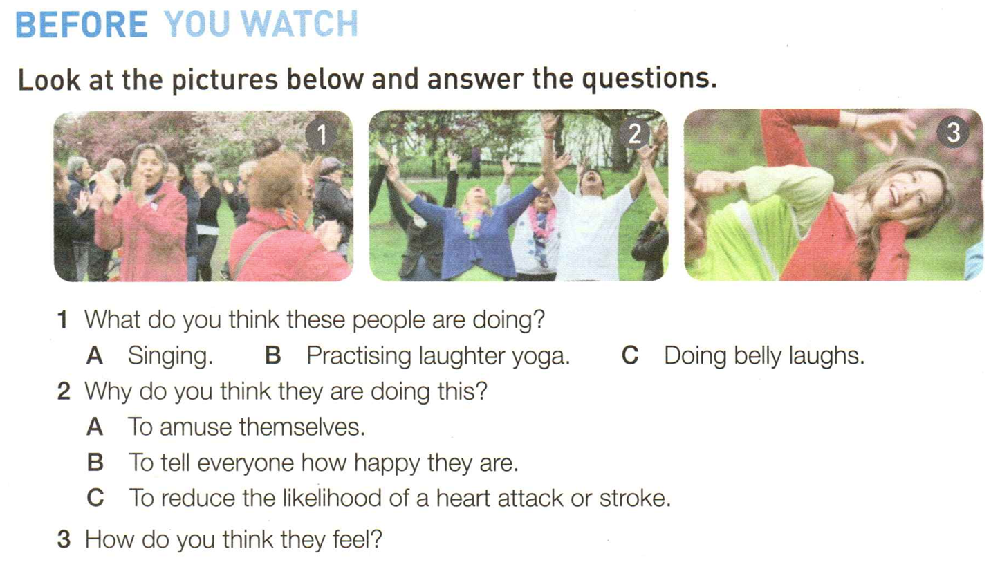 BEFORE YOU WATCH
Look at the pictures below and answer the questions.
1 2 3
1 What do you think these people are doing?
A Singing. B Practising laughter yoga. C Doing belly laughs.
2 Why do you think they are doing this?
A To amuse themselves.
B To tell everyone how happy they are.
C To reduce the likelihood of a heart attack or stroke.
3 How do you think they feel?